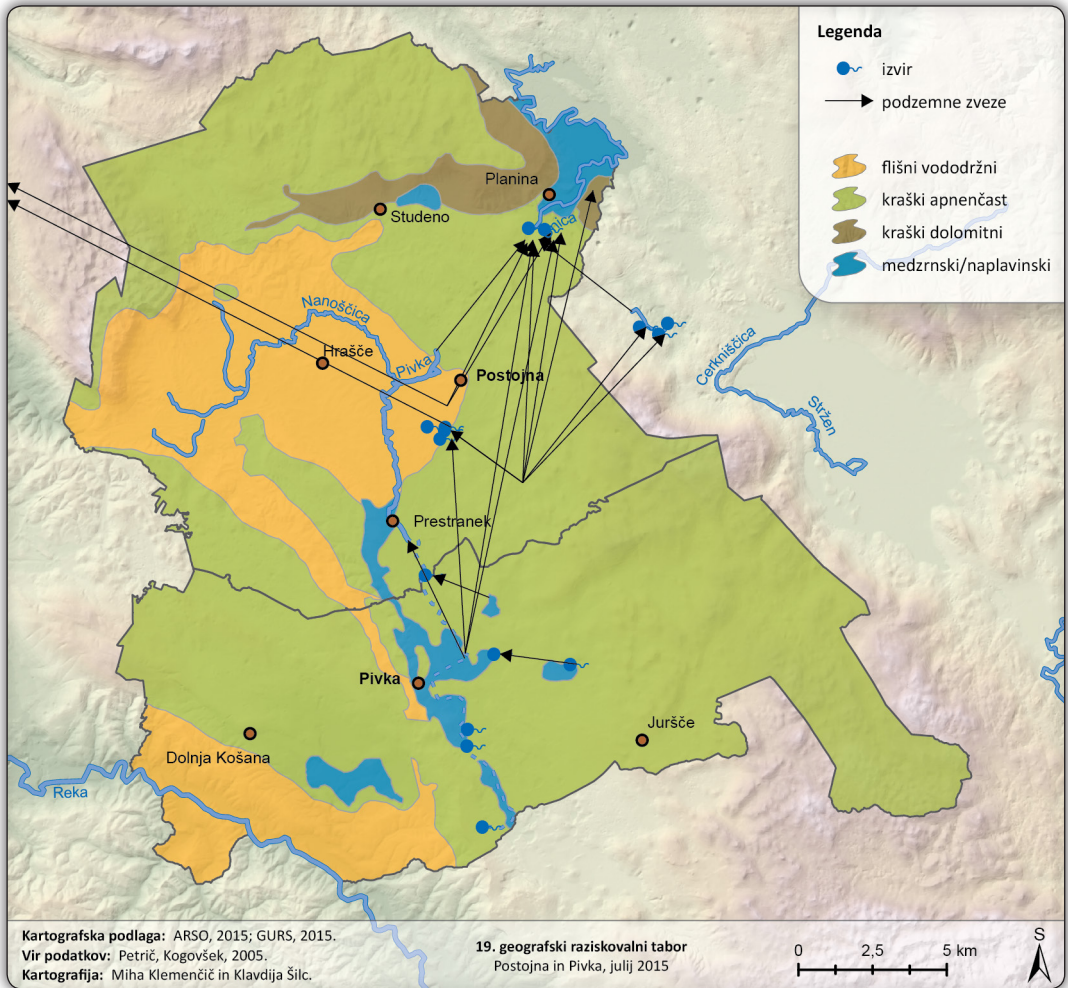 Legenda
izvir
podzemne zveze
flišni vododržni
kraški apnenčast
kraški dolomitni
medzrnski/naplavinski
Planina
Studeno
Nanoščica
Hrašče
Pivka
Postojna
Cerkniščica
Stržen
Prestranek
Pivka
Juršče
Dolnja Košana
Reka
Kartografska podlaga: ARSO, 2015; GURS, 2015.
Vir podatkov: Petrič, Kogovšek, 2005.
Kartografija: Miha Klemenčič in Klavdija Šilc.
19. geografski raziskovalni tabor
Postojna in Pivka, julij 2015
0 2,5 5 km
S